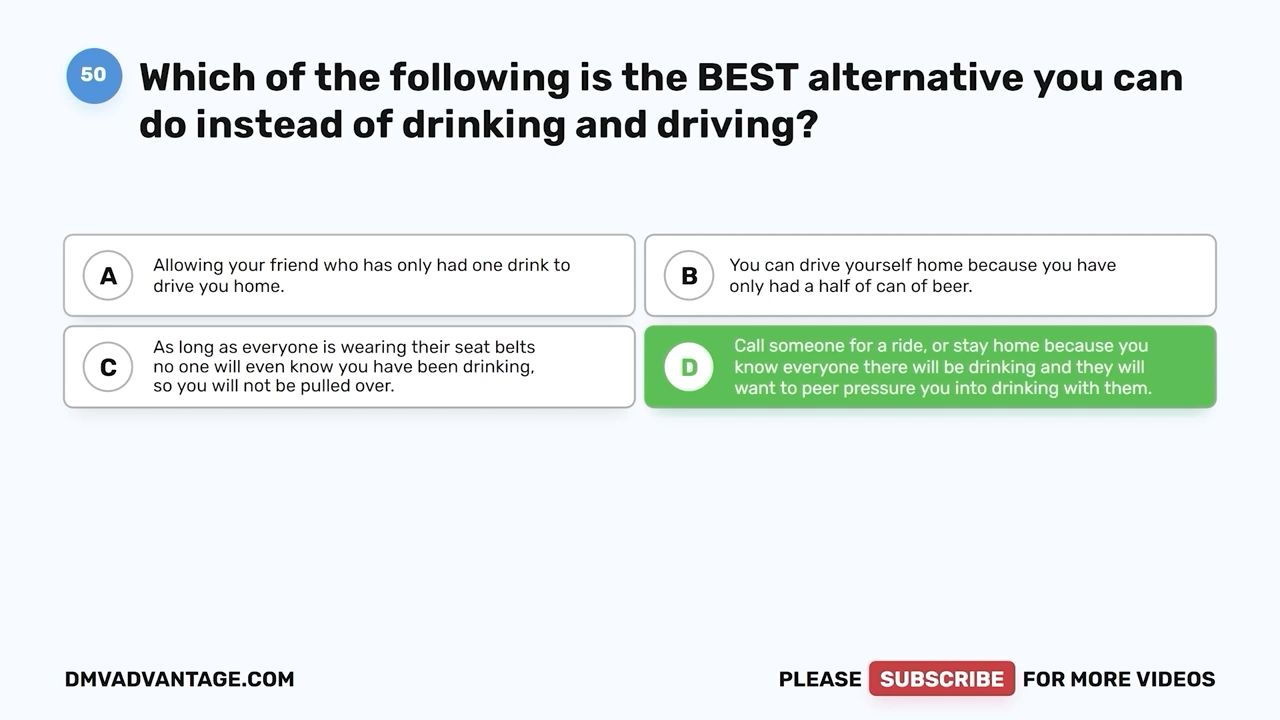 50
Which of the following is the BEST alternative you can
do instead of drinking and driving?
A
Allowing your friend who has only had one drink to
drive you home.
B
You can drive yourself home because you have
only had a half of can of beer.
C
As long as everyone is wearing their seat belts
no one will even know you have been drinking,
so you will not be pulled over.
D
Call someone for a ride, or stay home because you
know everyone there will be drinking and they will
want to peer pressure you into drinking with them.
DMVADVANTAGE.COM
PLEASE SUBSCRIBE FOR MORE VIDEOS